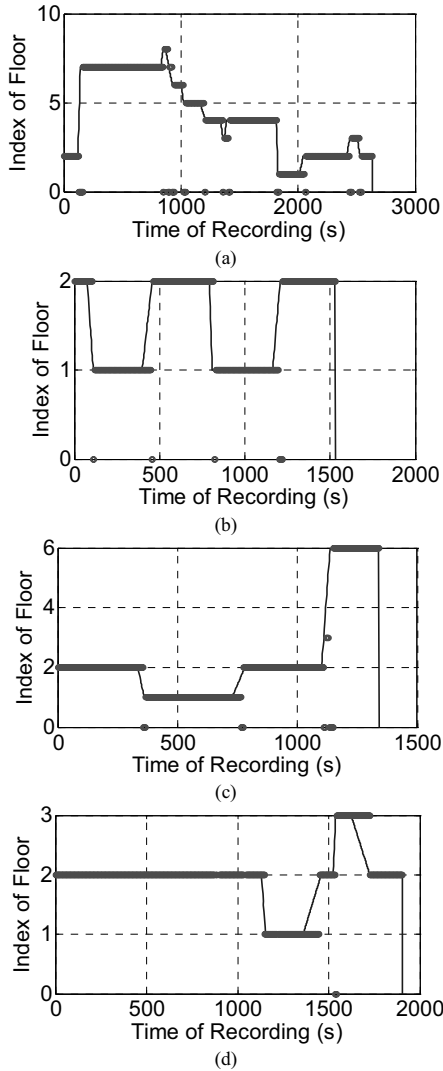 10
5
0
Index of Floor
0 1000 2000 3000
Time of Recording (s)
(a)
2
1
0
Index of Floor
0 500 1000 1500 2000
Time of Recording (s)
(b)
6
4
2
0
Index of Floor
0 500 1000 1500
Time of Recording (s)
(c)
3
2
1
0
Index of Floor
0 500 1000 1500 2000
Time of Recording (s)
(d)